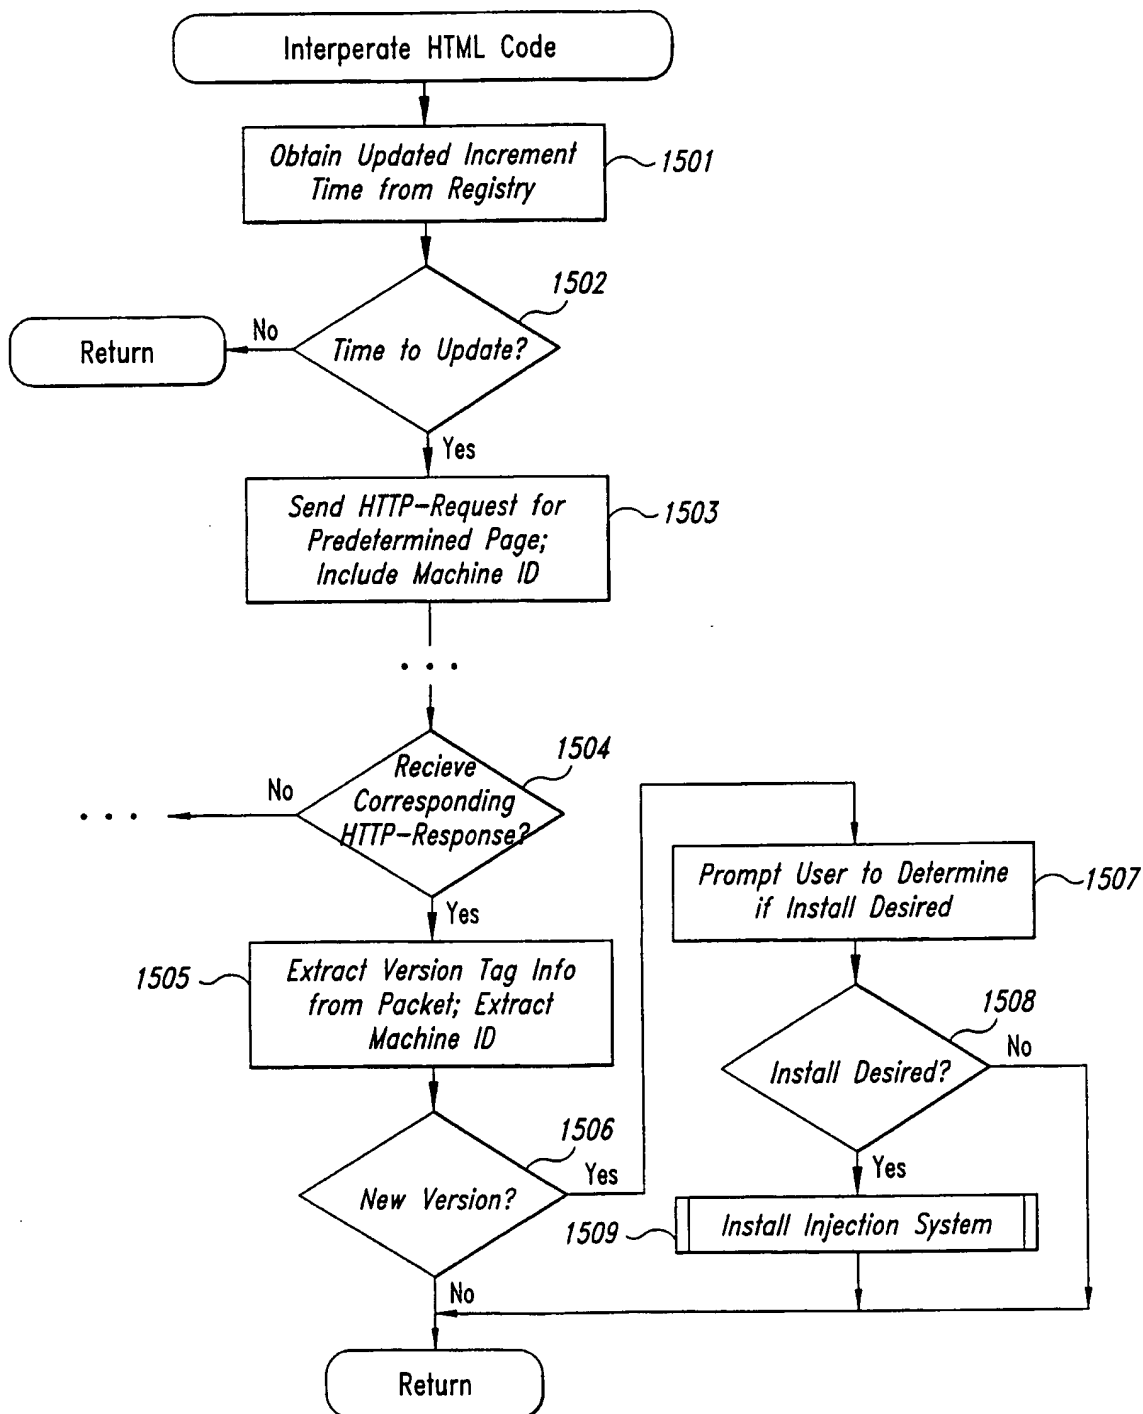 Interperate HTML Code
Obtain Updated Increment
Time from Registry
1501
1502
Time to Update?
No
Return
Yes
Send HTTP-Request for
Predetermined Page;
Include Machine ID
1503
. . .
1504
Recieve
Corresponding
HTTP-Response?
No
. . .
Yes
1505
Extract Version Tag Info
from Packet; Extract
Machine ID
1506
New Version?
Yes
No
Prompt User to Determine
if Install Desired
1507
1508
Install Desired?
No
Yes
1509
Install Injection System
Return